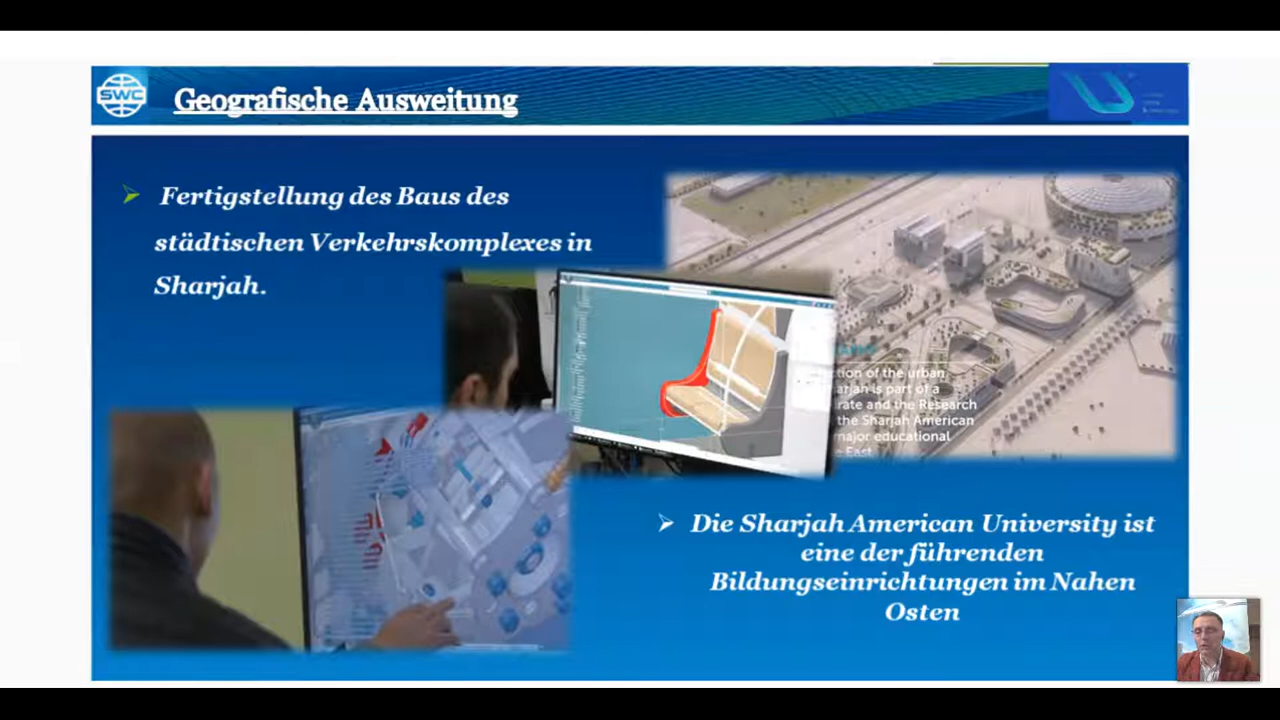 SWC
Geografische Ausweitung
Fertigstellung des Baus des
städtischen Verkehrskomplexes in
Sharjah.
ction of the urban
arjan is part of a
rate and the Research
the Sharjah American
major educational
East
Die Sharjah American University ist
eine der führenden
Bildungseinrichtungen im Nahen
Osten